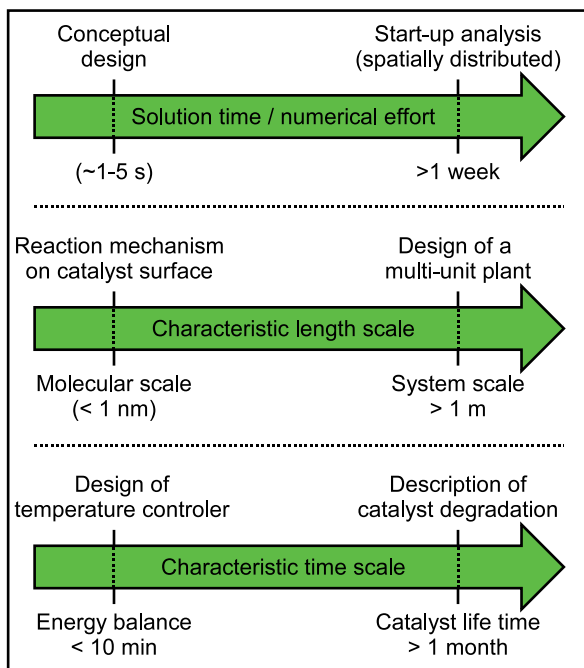 Conceptual
design
Start-up analysis
(spatially distributed)
Solution time / numerical effort
(~1-5 s)
>1 week
Reaction mechanism
on catalyst surface
Design of a
multi-unit plant
Characteristic length scale
Molecular scale
(< 1 nm)
System scale
> 1 m
Design of
temperature controler
Description of
catalyst degradation
Characteristic time scale
Energy balance
< 10 min
Catalyst life time
> 1 month